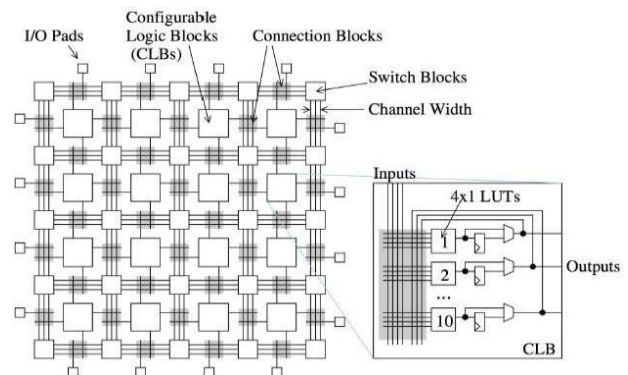 Configurable
Logic Blocks
(CLBs)
I/O Pads
Connection Blocks
Switch Blocks
Channel Width
Inputs
4x1 LUTs
1
2
...
10
Outputs
CLB